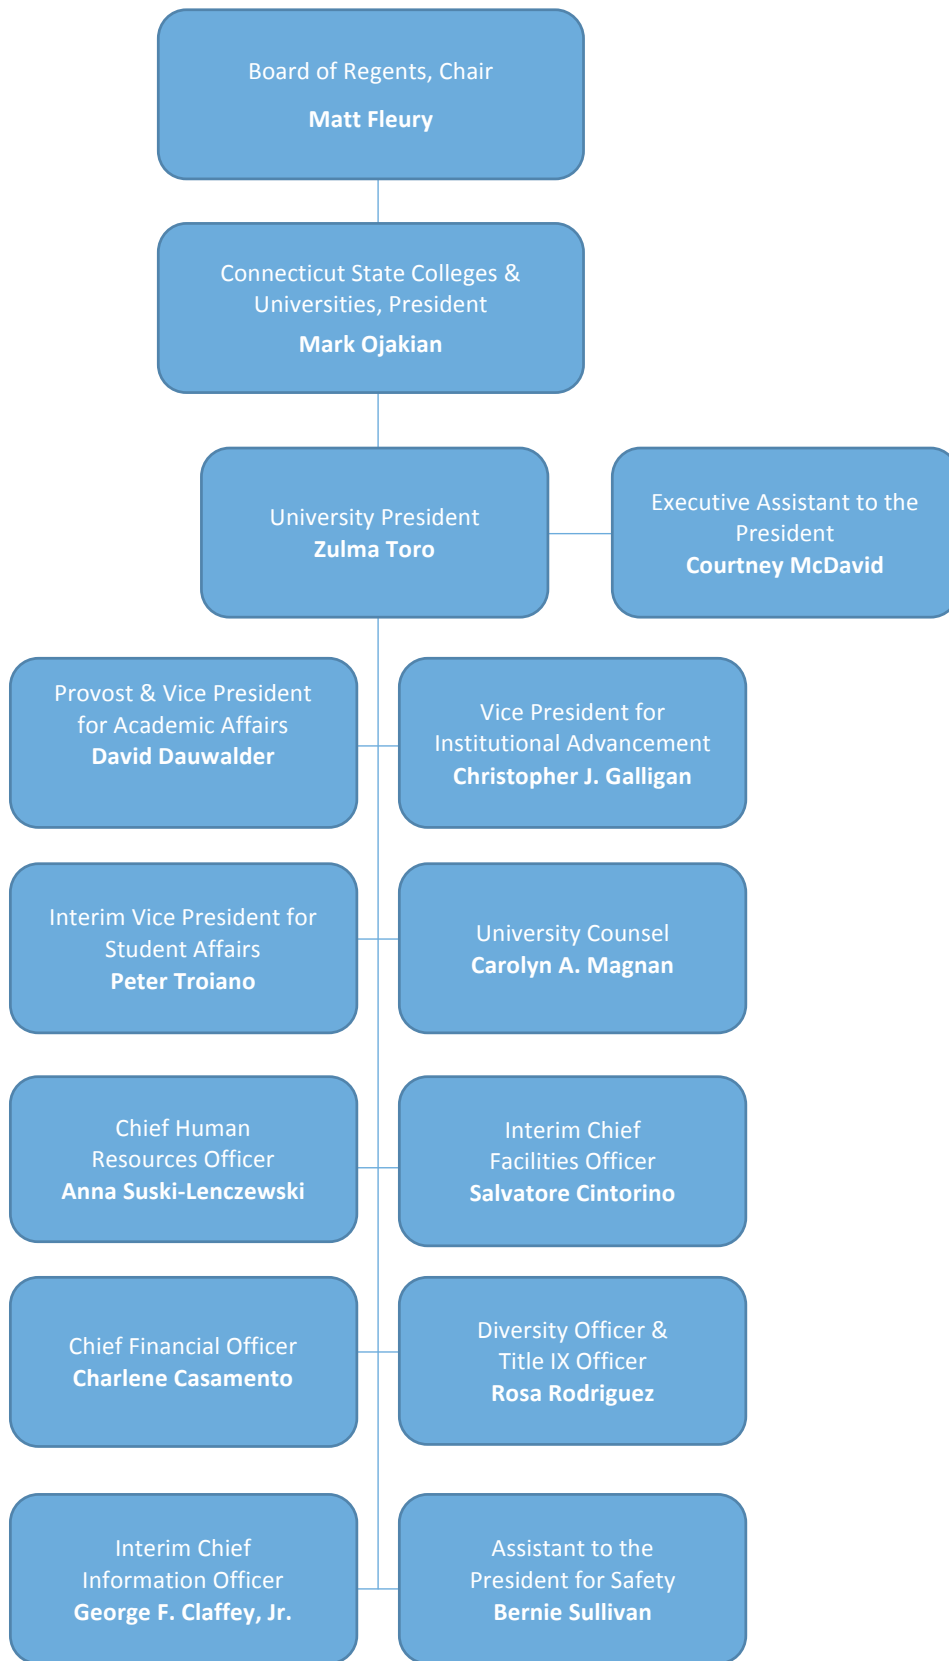 Board of Regents, Chair
Matt Fleury
Connecticut State Colleges &
Universities, President
Mark Ojakian
University President
Zulma Toro
Executive Assistant to the
President
Courtney McDavid
Provost & Vice President
for Academic Affairs
David Dauwalder
Vice President for
Institutional Advancement
Christopher J. Galligan
Interim Vice President for
Student Affairs
Peter Troiano
University Counsel
Carolyn A. Magnan
Chief Human
Resources Officer
Anna Suski-Lenczewski
Interim Chief
Facilities Officer
Salvatore Cintorino
Chief Financial Officer
Charlene Casamento
Diversity Officer &
Title IX Officer
Rosa Rodriguez
Interim Chief
Information Officer
George F. Claffey, Jr.
Assistant to the
President for Safety
Bernie Sullivan